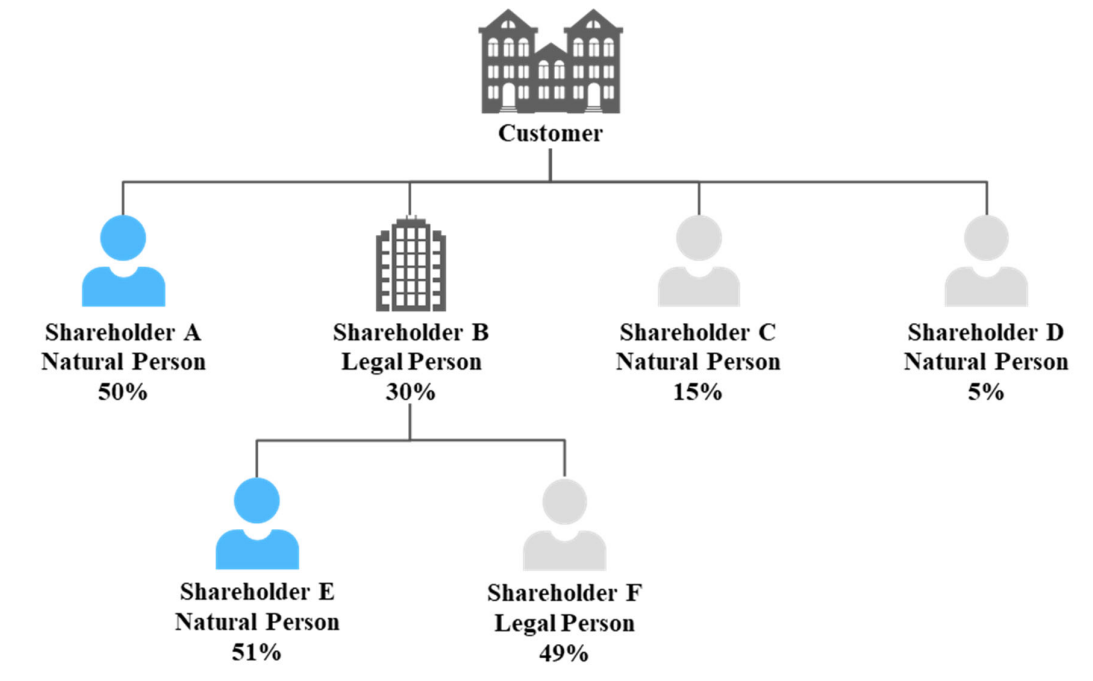 Customer
Shareholder A
Natural Person
50%
Shareholder B
Legal Person
30%
Shareholder C
Natural Person
15%
Shareholder D
Natural Person
5%
Shareholder E
Natural Person
51%
Shareholder F
Legal Person
49%